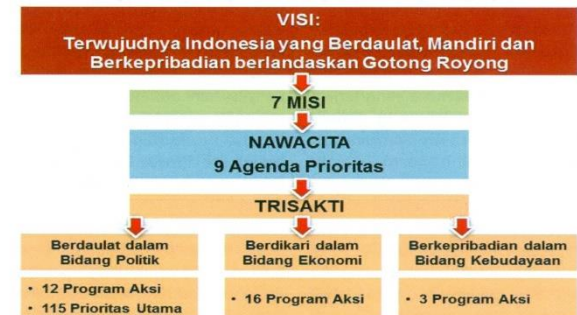 VISI:
Terwujudnya Indonesia yang Berdaulat, Mandiri dan
Berkepribadian berlandaskan Gotong Royong
7 MISI
NAWACITA
9 Agenda Prioritas
TRISAKTI
Berdaulat dalam
Bidang Politik
• 12 Program Aksi
• 115 Prioritas Utama
Berdikari dalam
Bidang Ekonomi
• 16 Program Aksi
Berkepribadian dalam
Bidang Kebudayaan
• 3 Program Aksi